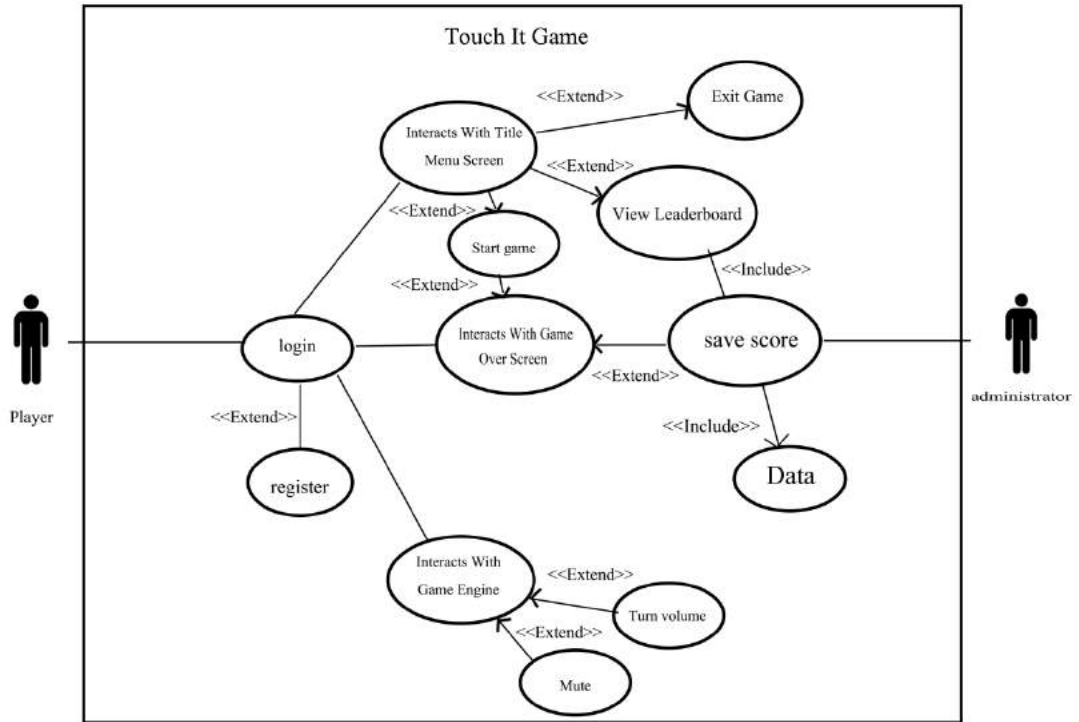 Touch It Game
<<Extend>>
Exit Game
Interacts With Title
Menu Screen
<<Extend>>
<<Extend>>
View Leaderboard
Start game
<<Extend>>
<<Include>>
Interacts With Game
Over Screen
save score
login
<<Extend>>
Player
administrator
<<Extend>>
<<Include>>
register
Data
Interacts With
Game Engine
<<Extend>>
Turn volume
<<Extend>>
Mute